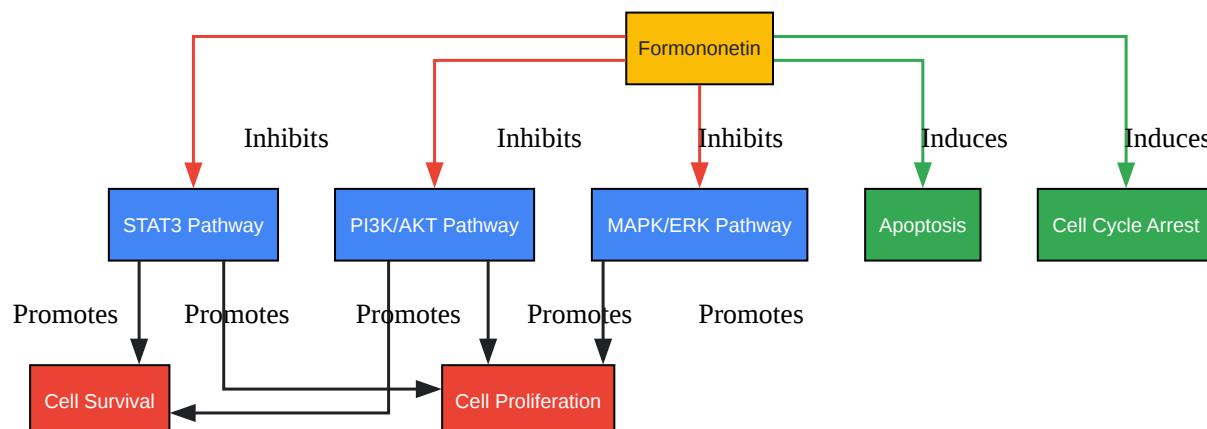 Formononetin
Inhibits
Inhibits
Inhibits
Induces
Induces
STAT3 Pathway
PI3K/AKT Pathway
MAPK/ERK Pathway
Apoptosis
Cell Cycle Arrest
Promotes
Promotes
Promotes
Promotes
Promotes
Cell Survival
Cell Proliferation